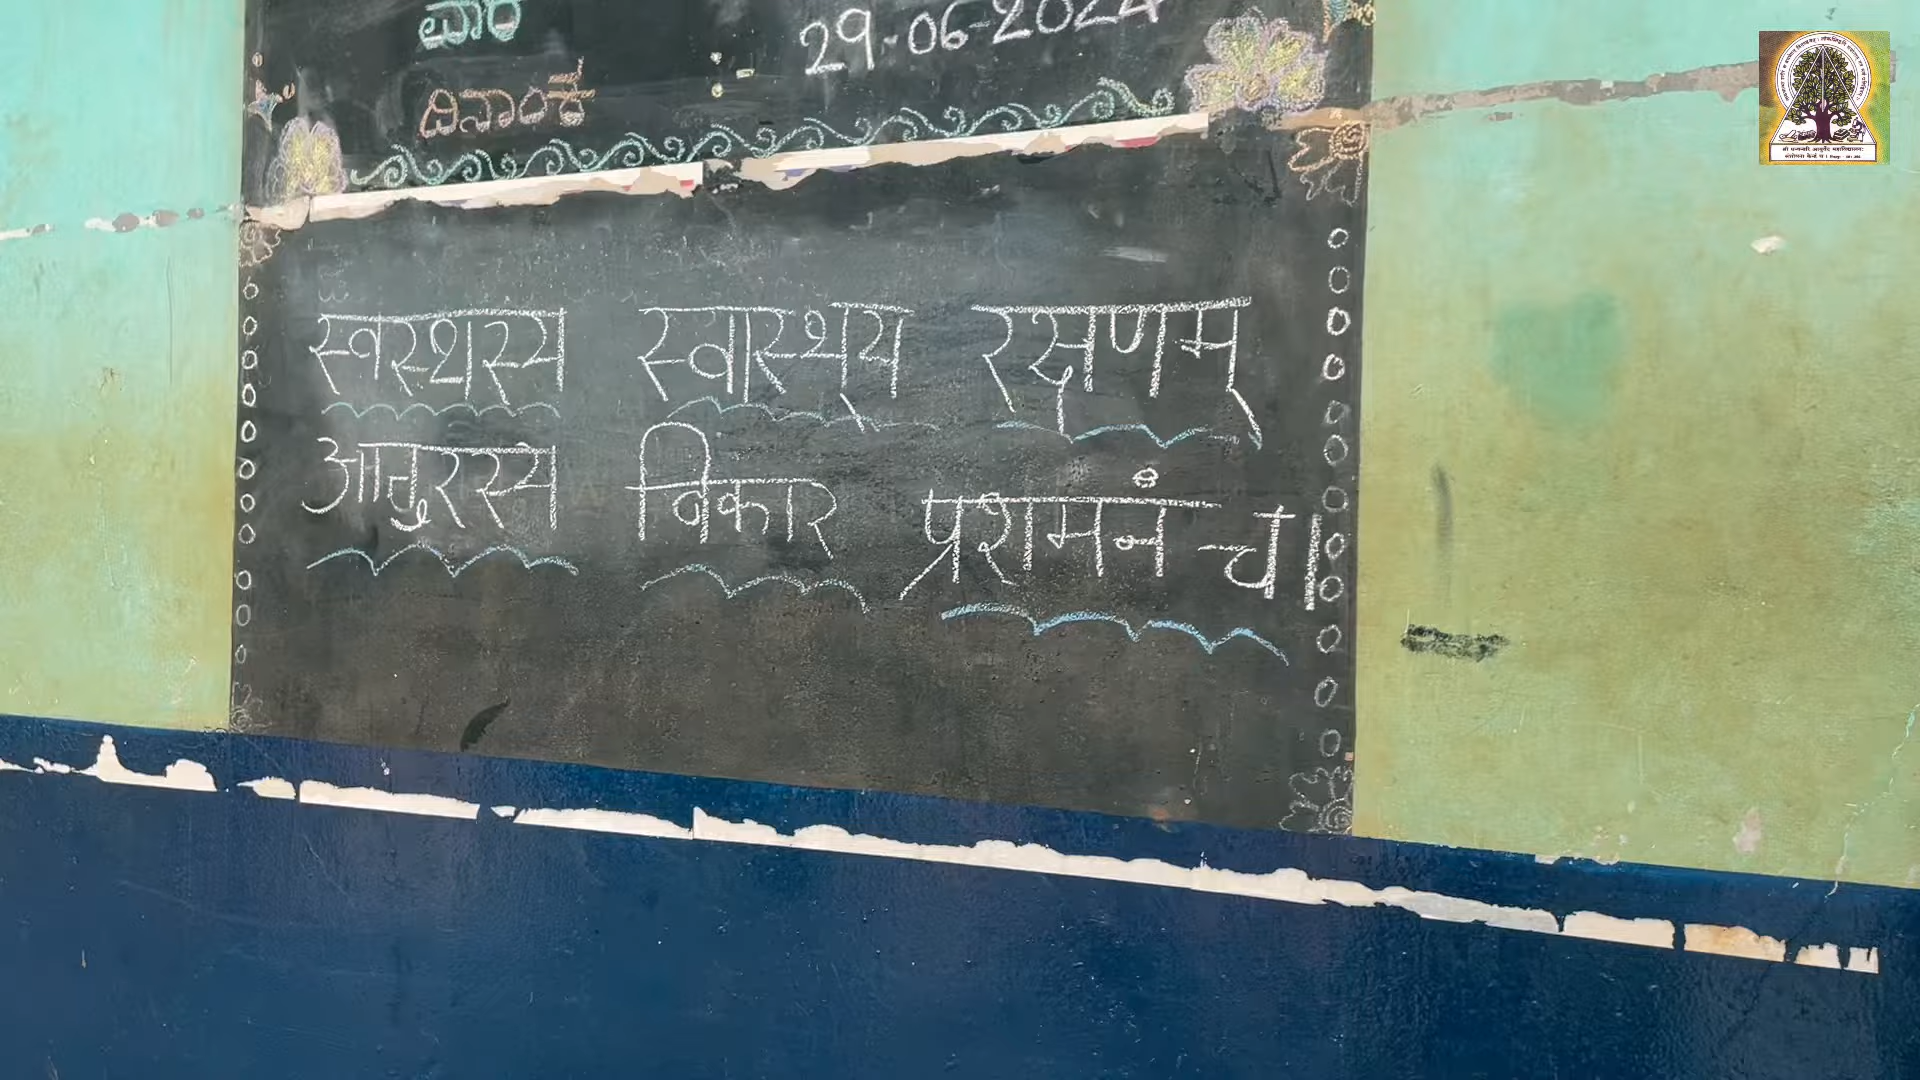 ವಾರ
29-06-2024
ದಿನಾಂಕ :
स्वस्थस्य स्वास्थ्य रक्षणम्
आतुरस्य विकार प्रशमनं च।